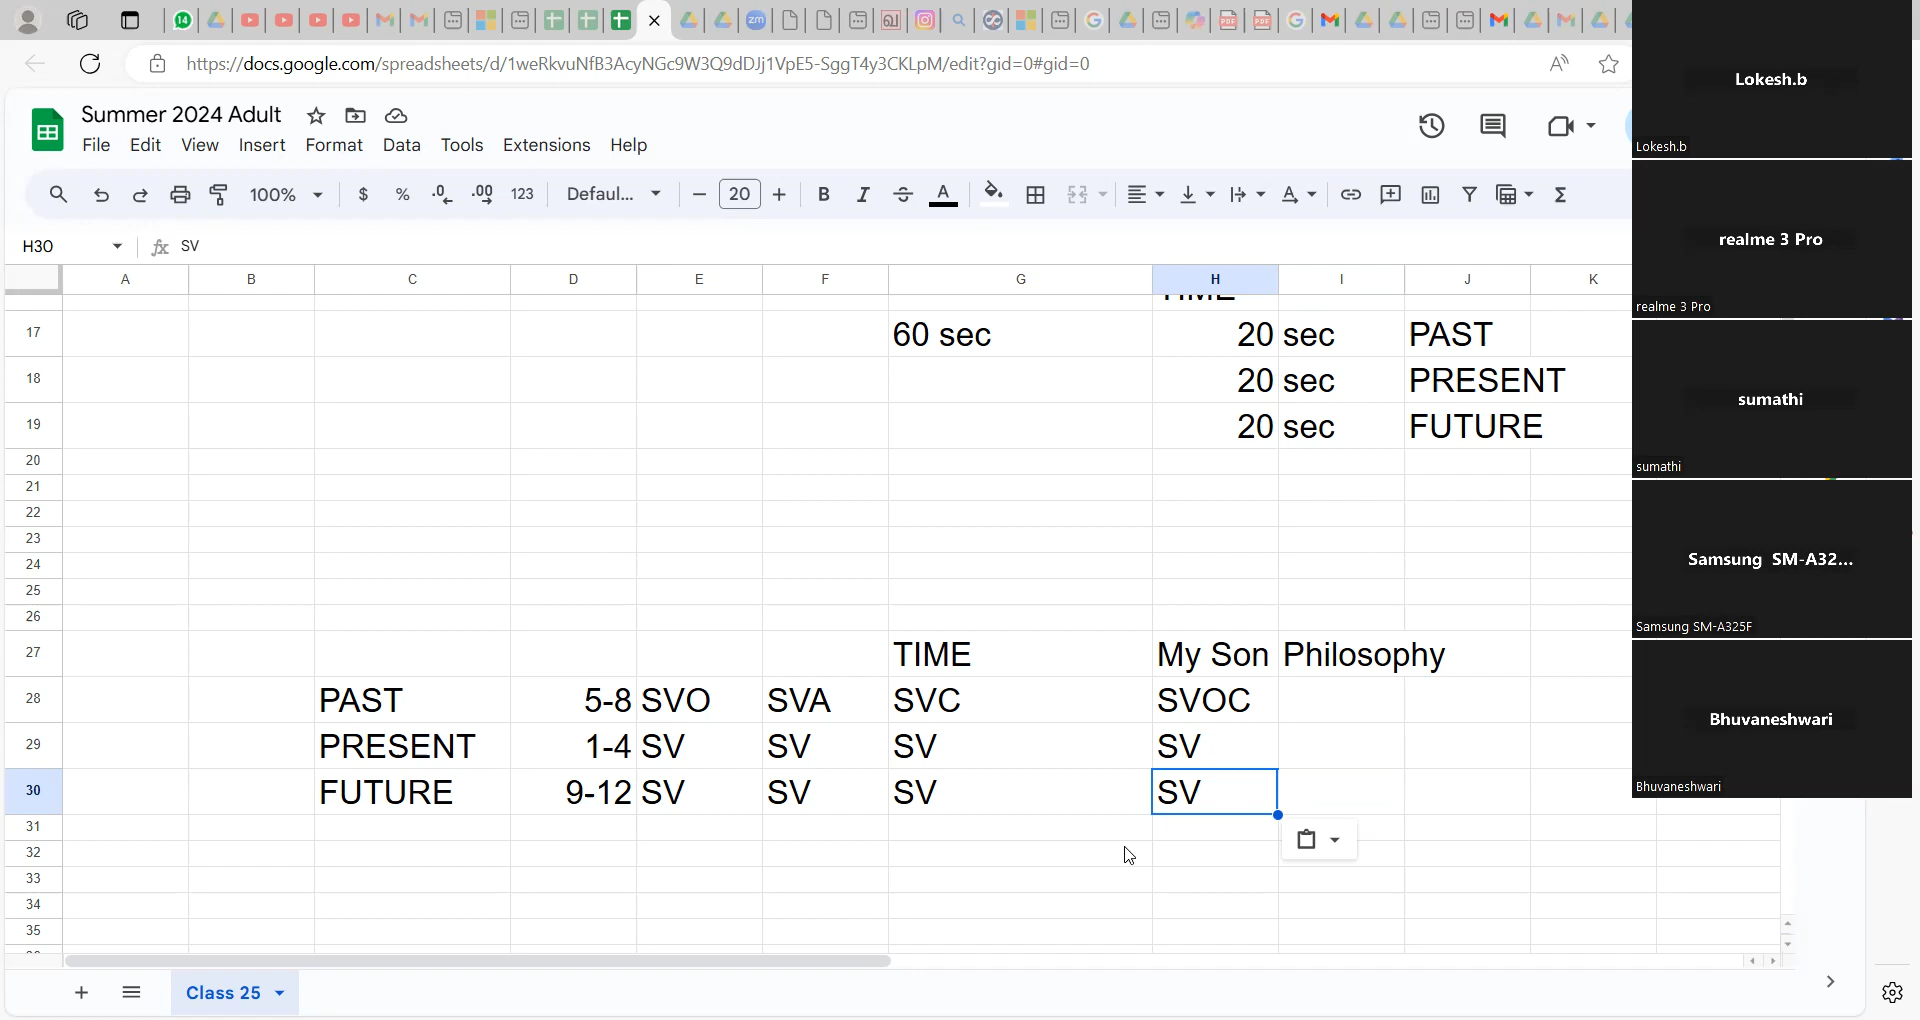 14
https://docs.google.com/spreadsheets/d/1weRkvuNfB3AcyNGc9W3Q9dDJj1VpE5-SggT4y3CKLpM/edit?gid=0#gid=0
Summer 2024 Adult
File Edit View Insert Format Data Tools Extensions Help
100% $ % .0 .00 123 Defaul... 20 B I A Σ
H30 fx SV
A B C D E F G H I J K
17 60 sec 20 sec PAST
18 20 sec PRESENT
19 20 sec FUTURE
20
21
22
23
24
25
26
27 TIME My Son Philosophy
28 PAST 5-8 SVO SVA SVC SVOC
29 PRESENT 1-4 SV SV SV SV
30 FUTURE 9-12 SV SV SV SV
31
32
33
34
35
Class 25
Lokesh.b
Lokesh.b
realme 3 Pro
realme 3 Pro
sumathi
sumathi
Samsung SM-A32...
Samsung SM-A325F
Bhuvaneshwari
Bhuvaneshwari